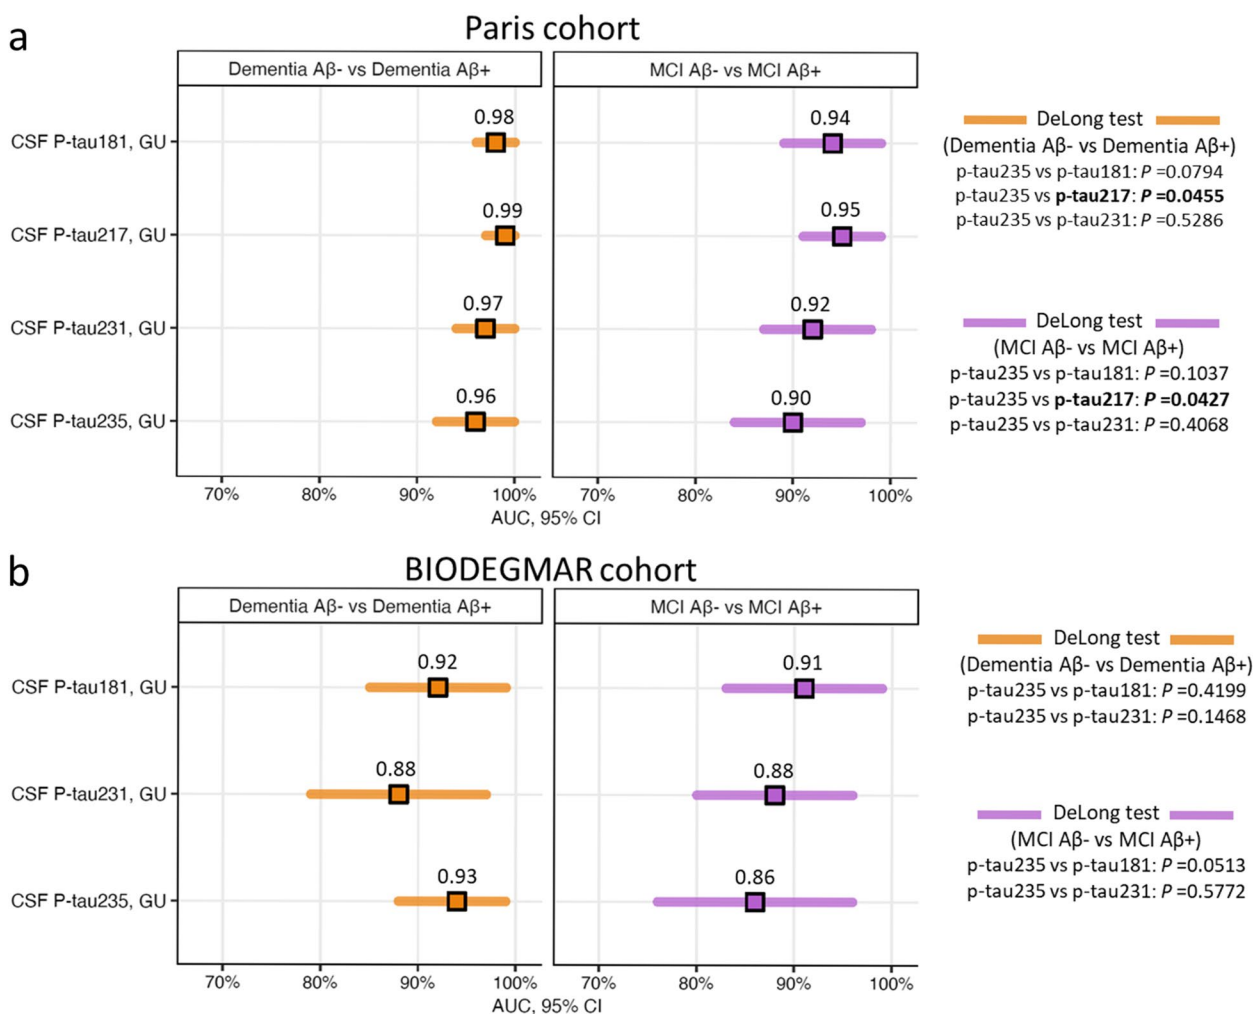 a
Paris cohort
Dementia Aβ- vs Dementia Aβ+
MCI Aβ- vs MCI Aβ+
CSF P-tau181, GU
0.98
0.94
CSF P-tau217, GU
0.99
0.95
CSF P-tau231, GU
0.97
0.92
CSF P-tau235, GU
0.96
0.90
70% 80% 90% 100%
70% 80% 90% 100%
AUC, 95% CI
DeLong test
(Dementia Aβ- vs Dementia Aβ+)
p-tau235 vs p-tau181: P =0.0794
p-tau235 vs p-tau217: P =0.0455
p-tau235 vs p-tau231: P =0.5286
DeLong test
(MCI Aβ- vs MCI Aβ+)
p-tau235 vs p-tau181: P =0.1037
p-tau235 vs p-tau217: P =0.0427
p-tau235 vs p-tau231: P =0.4068
b
BIODEGMAR cohort
Dementia Aβ- vs Dementia Aβ+
MCI Aβ- vs MCI Aβ+
CSF P-tau181, GU
0.92
0.91
CSF P-tau231, GU
0.88
0.88
CSF P-tau235, GU
0.93
0.86
70% 80% 90% 100%
70% 80% 90% 100%
AUC, 95% CI
DeLong test
(Dementia Aβ- vs Dementia Aβ+)
p-tau235 vs p-tau181: P =0.4199
p-tau235 vs p-tau231: P =0.1468
DeLong test
(MCI Aβ- vs MCI Aβ+)
p-tau235 vs p-tau181: P =0.0513
p-tau235 vs p-tau231: P =0.5772